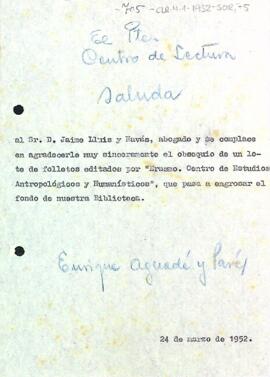 El Pte.
Centro de Lectura
Saluda
al Sr. D. Jaime Lluis y Navás, abogado y se complace
en agradecerle muy sinceramente el obsequio de un lo-
te de folletos editados por "Erasmo. Centro de Estudios
Antropológicos y Humanísticos", que pasa a engrosar el
fondo de nuestra Biblioteca.
Enrique Aguadé y Parés
24 de marzo de 1952.